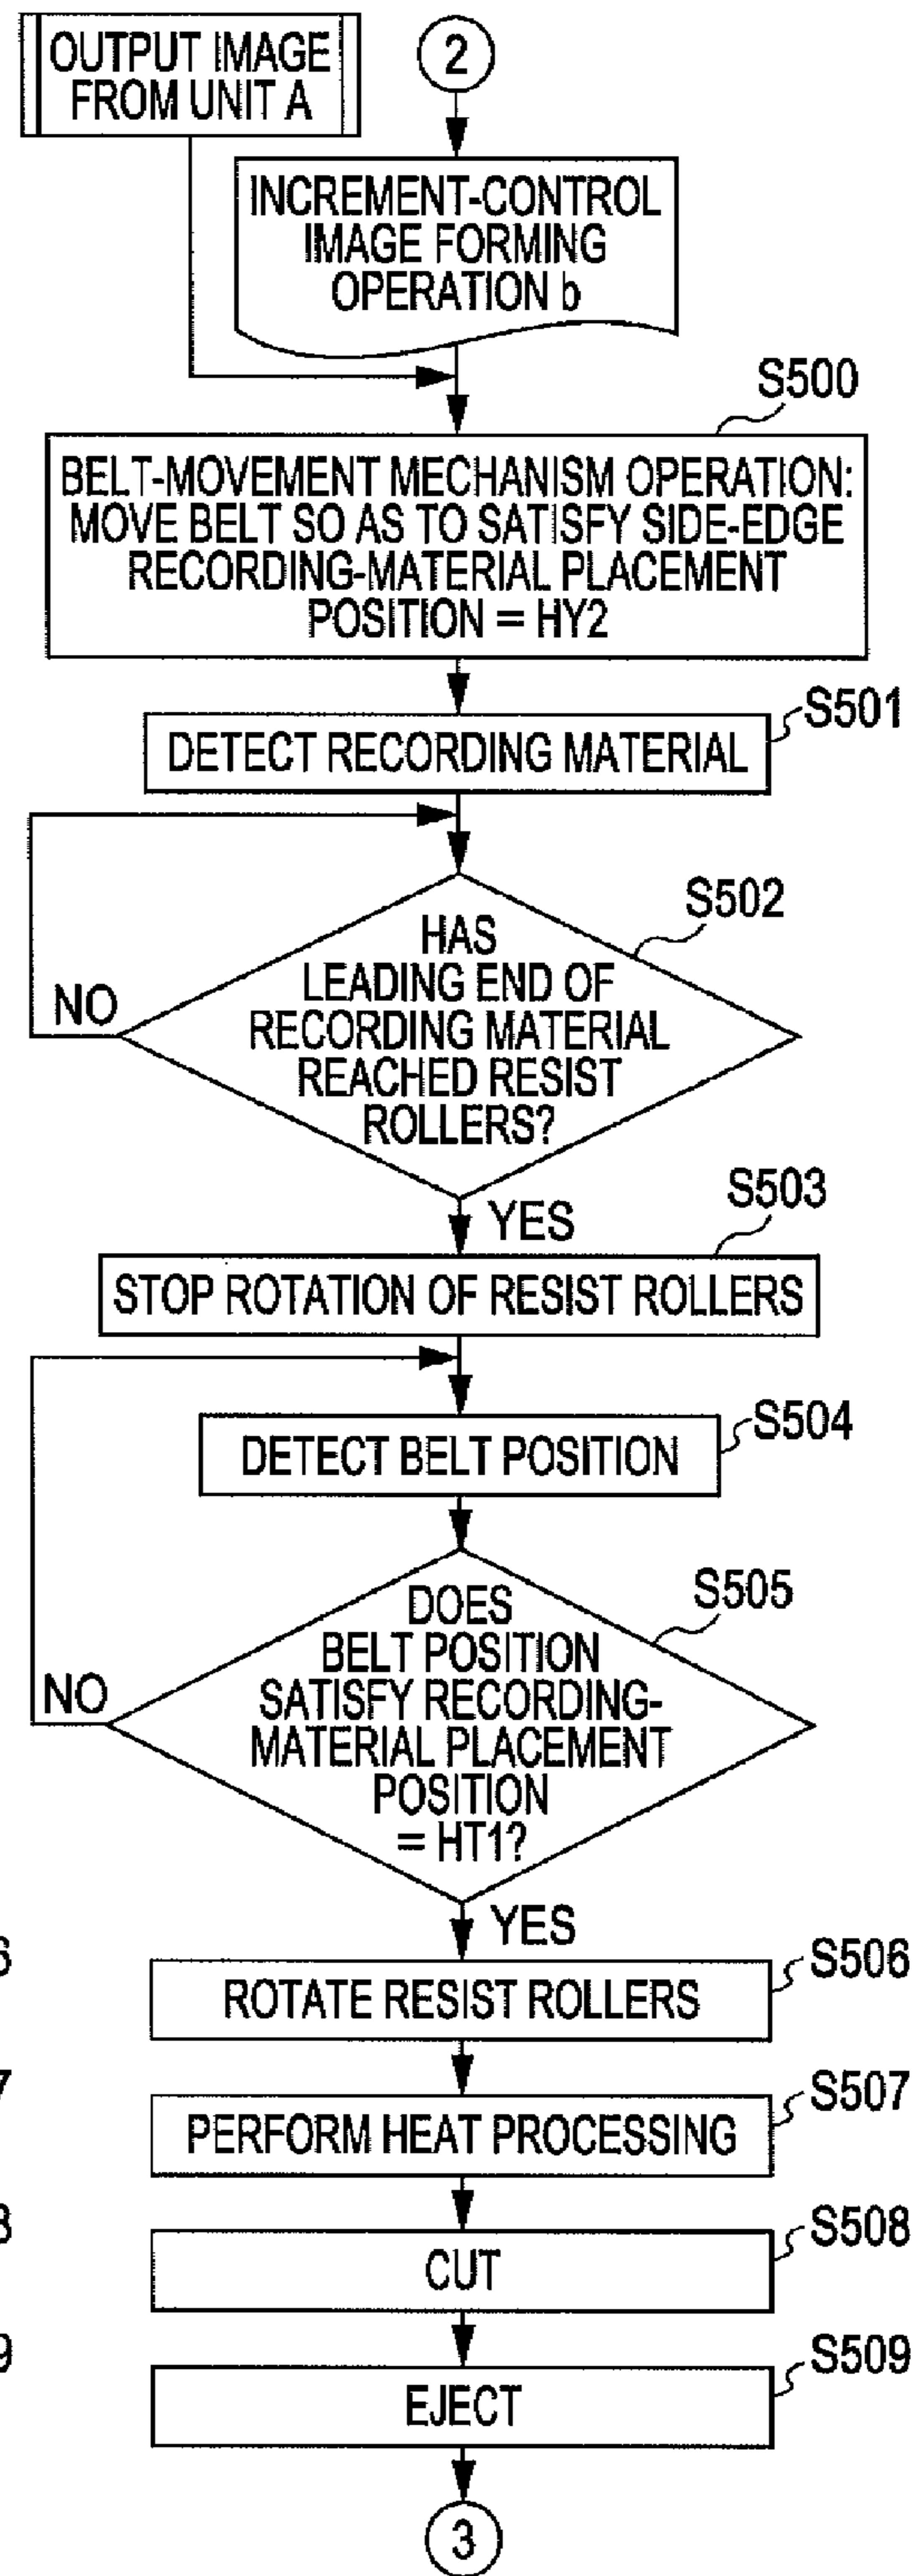 OUTPUT IMAGE
FROM UNIT A
2
INCREMENT-CONTROL
IMAGE FORMING
OPERATION b
S500
BELT-MOVEMENT MECHANISM OPERATION:
MOVE BELT SO AS TO SATISFY SIDE-EDGE
RECORDING-MATERIAL PLACEMENT
POSITION = HY2
S501
DETECT RECORDING MATERIAL
S502
HAS
LEADING END OF
RECORDING MATERIAL
REACHED RESIST
ROLLERS?
NO
YES
S503
STOP ROTATION OF RESIST ROLLERS
S504
DETECT BELT POSITION
S505
DOES
BELT POSITION
SATISFY RECORDING-
MATERIAL PLACEMENT
POSITION
= HT1?
NO
YES
6
S506
ROTATE RESIST ROLLERS
7
S507
PERFORM HEAT PROCESSING
8
S508
CUT
9
S509
EJECT
3